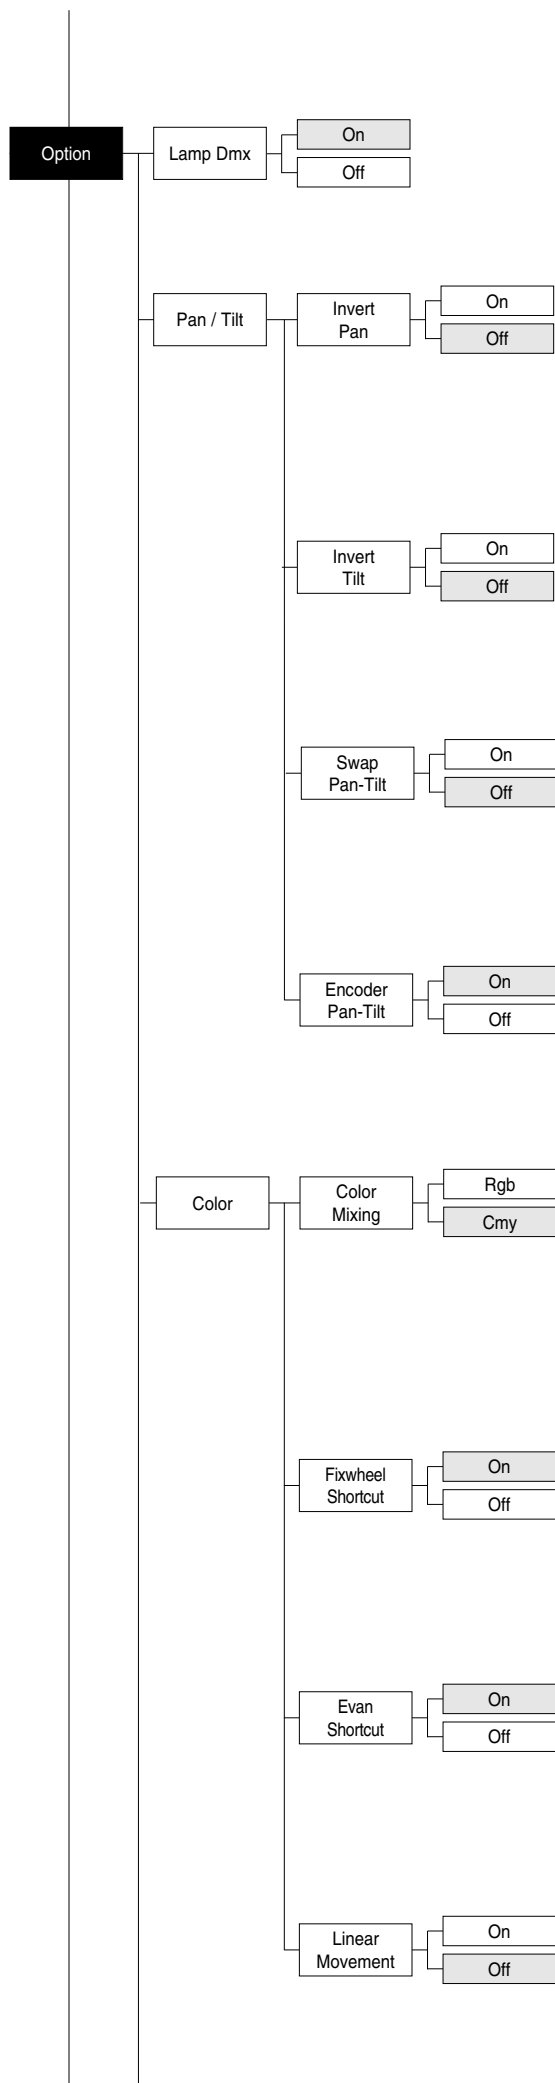 Option
Lamp Dmx
On
Off
Pan / Tilt
Invert
Pan
On
Off
Invert
Tilt
On
Off
Swap
Pan-Tilt
On
Off
Encoder
Pan-Tilt
On
Off
Color
Color
Mixing
Rgb
Cmy
Fixwheel
Shortcut
On
Off
Evan
Shortcut
On
Off
Linear
Movement
On
Off